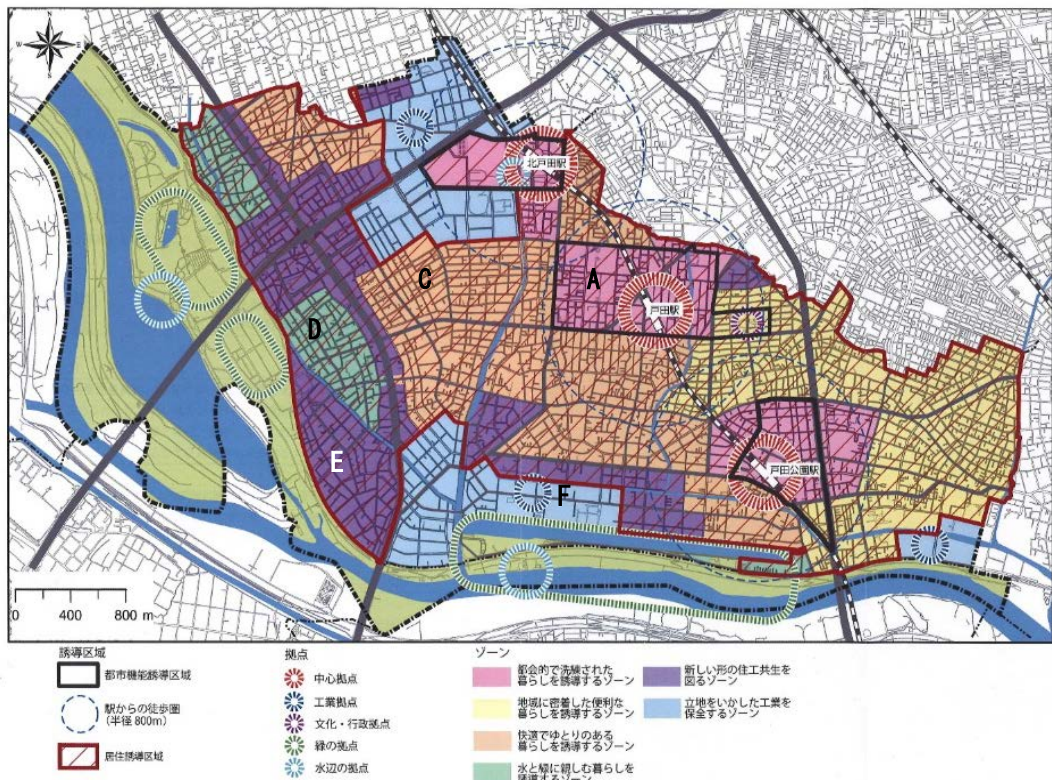 N
W
E
S
北戸田駅
C
A
戸田駅
D
E
F
戸田公園駅
0 400 800 m
誘導区域
都市機能誘導区域
駅からの徒歩圏
（半径 800m）
居住誘導区域
拠点
中心拠点
工業拠点
文化・行政拠点
緑の拠点
水辺の拠点
ゾーン
都会的で洗練された
暮らしを誘導するゾーン
地域に密着した便利な
暮らしを誘導するゾーン
快適でゆとりのある
暮らしを誘導するゾーン
水と緑に親しむ暮らしを
誘導するゾーン
新しい形の住工共生を
図るゾーン
立地をいかした工業を
保全するゾーン